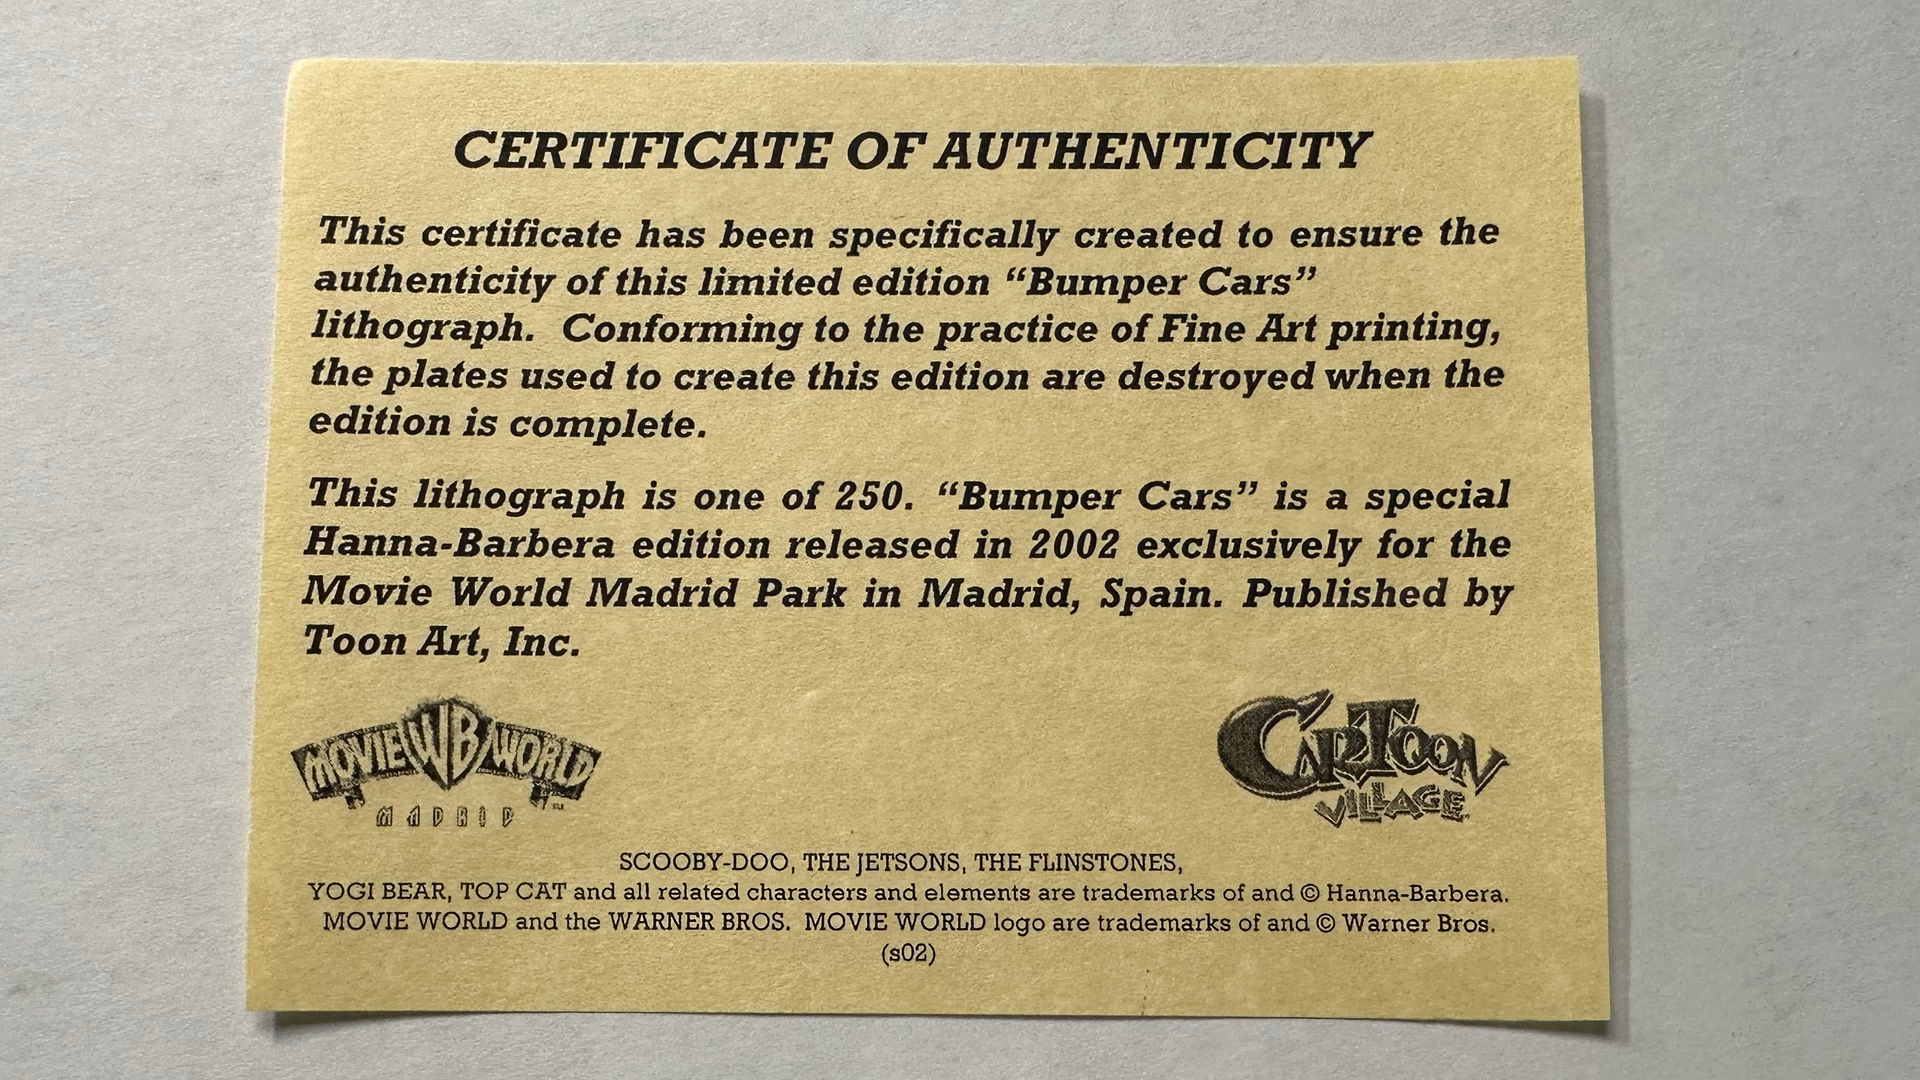 CERTIFICATE OF AUTHENTICITY
This certificate has been specifically created to ensure the
authenticity of this limited edition “Bumper Cars”
lithograph.  Conforming to the practice of Fine Art printing,
the plates used to create this edition are destroyed when the
edition is complete.
This lithograph is one of 250. “Bumper Cars” is a special
Hanna-Barbera edition released in 2002 exclusively for the
Movie World Madrid Park in Madrid, Spain. Published by
Toon Art, Inc.
MOVIE WB WORLD
MADRID
CARTOON
VILLAGE
SCOOBY-DOO, THE JETSONS, THE FLINSTONES,
YOGI BEAR, TOP CAT and all related characters and elements are trademarks of and © Hanna-Barbera.
MOVIE WORLD and the WARNER BROS.  MOVIE WORLD logo are trademarks of and © Warner Bros.
(s02)